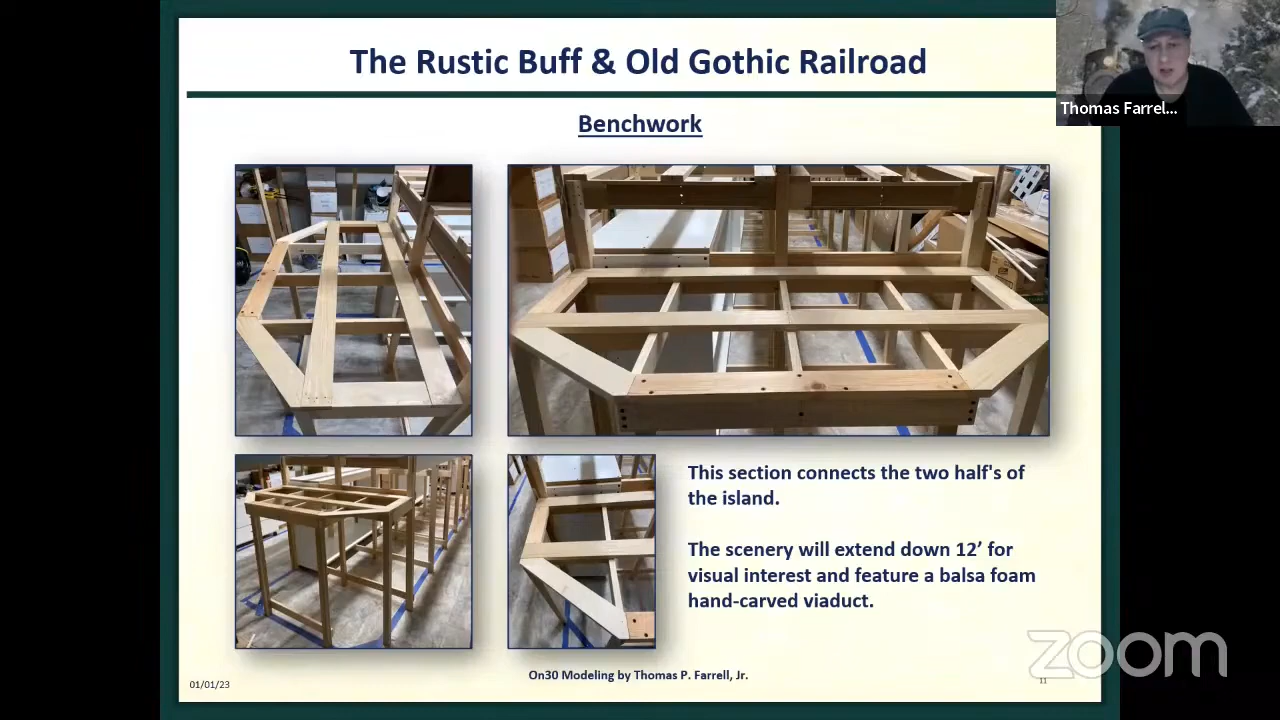 The Rustic Buff & Old Gothic Railroad
Thomas Farrel...
Benchwork
This section connects the two half's of
the island.
The scenery will extend down 12’ for
visual interest and feature a balsa foam
hand-carved viaduct.
zoom
On30 Modeling by Thomas P. Farrell, Jr.
01/01/23
11